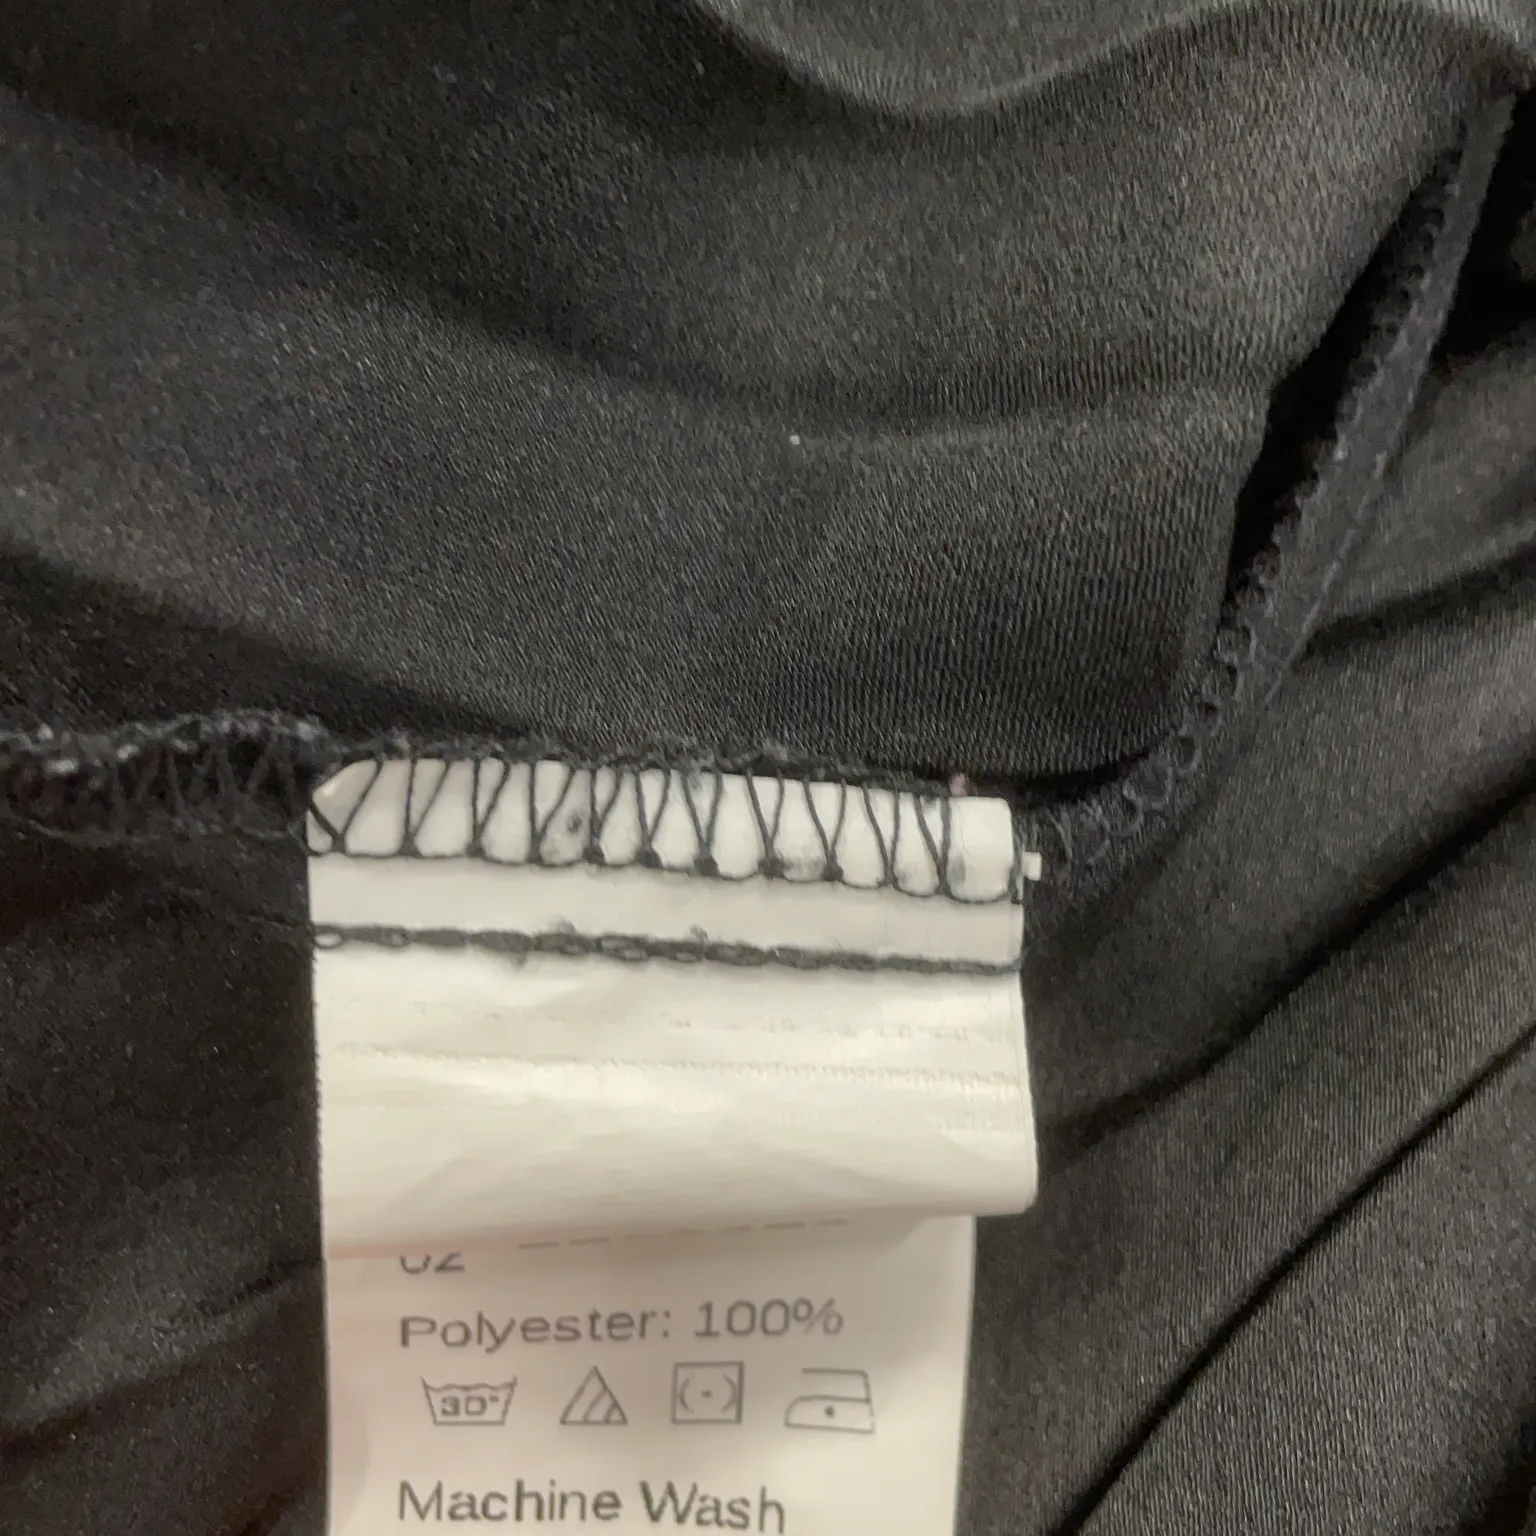 Polyester: 100%
30°
Machine Wash